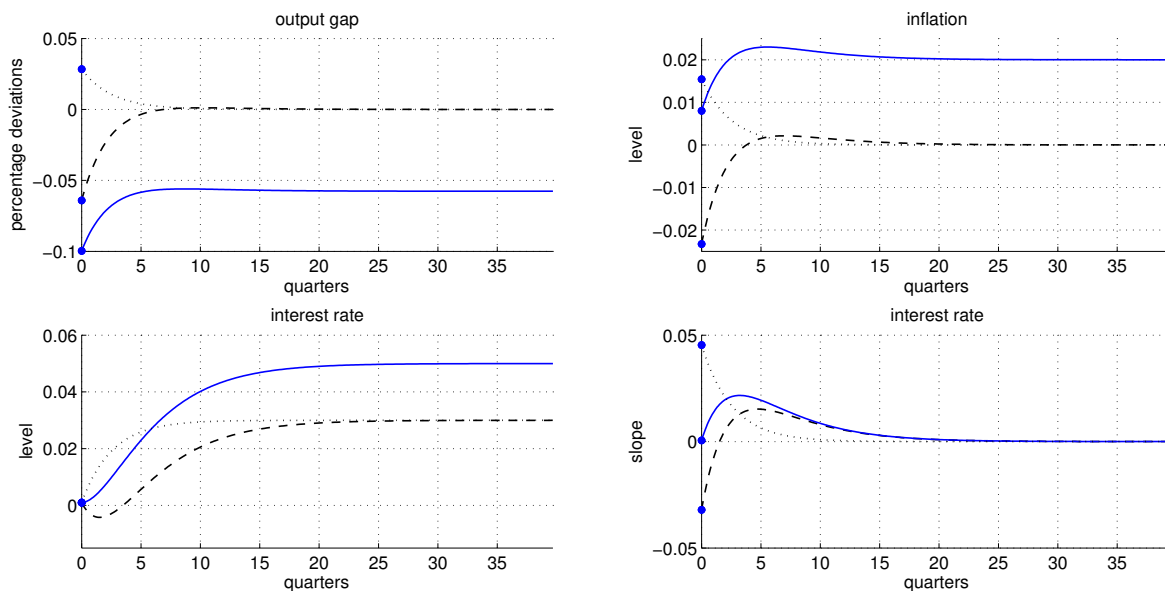 output gap
percentage deviations
0.05
0
−0.05
−0.1
0 5 10 15 20 25 30 35
quarters
inflation
level
0.02
0.01
0
−0.01
−0.02
0 5 10 15 20 25 30 35
quarters
interest rate
level
0.06
0.04
0.02
0
0 5 10 15 20 25 30 35
quarters
interest rate
slope
0.05
0
−0.05
0 5 10 15 20 25 30 35
quarters